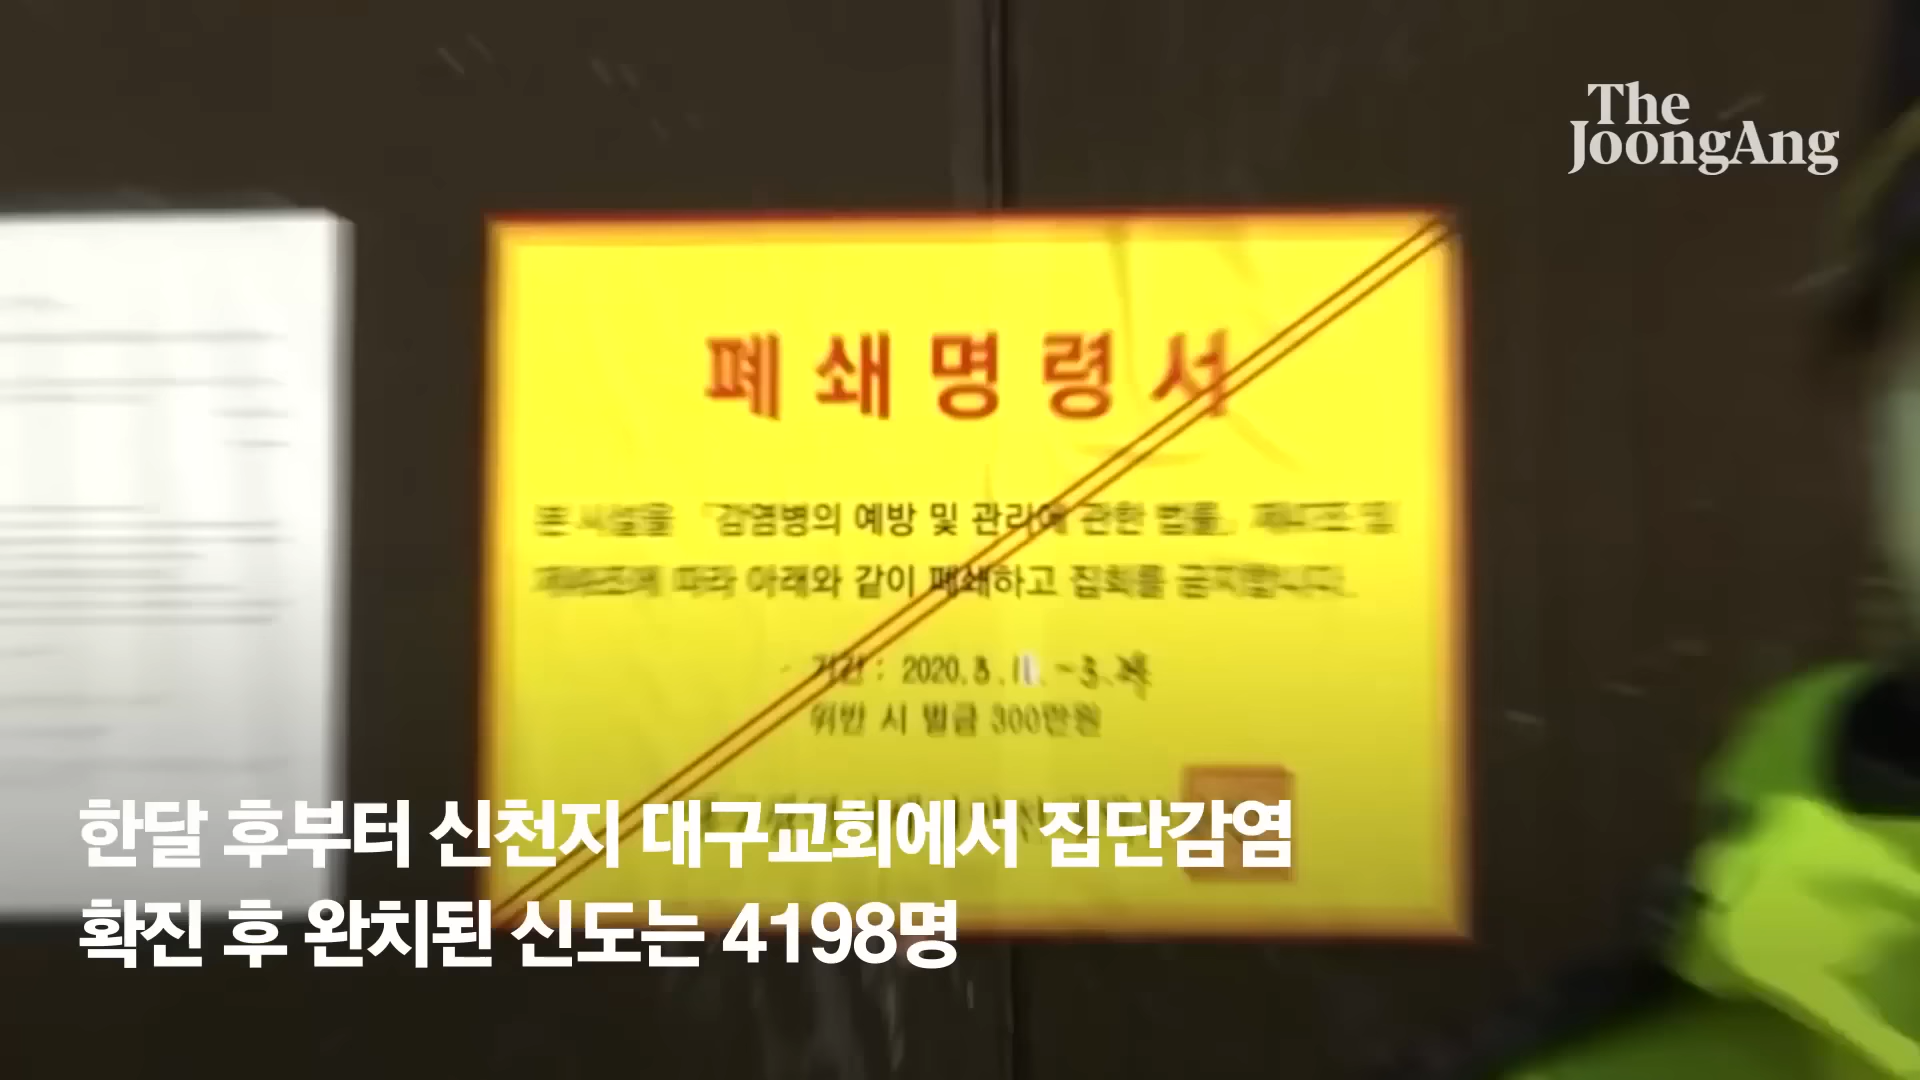 The
JoongAng
폐쇄명령서
본 시설을 「감염병의 예방 및 관리에 관한 법률」 및
따라 아래와 같이 폐쇄하고 집회를 금지합니다.
기간 : 2020.3.
위반 시 벌금 300만원
한달 후부터 신천지 대구교회에서 집단감염
확진 후 완치된 신도는 4198명